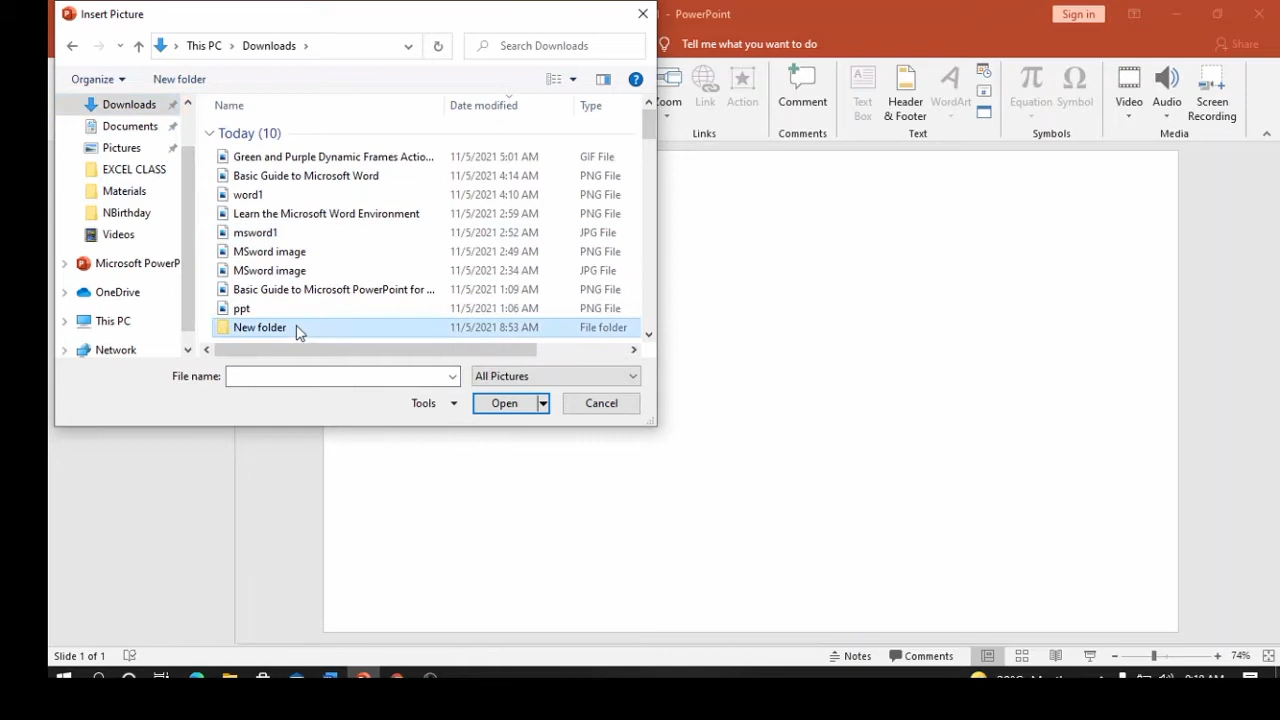 Insert Picture
- PowerPoint
Sign in
This PC
Downloads
Search Downloads
Tell me what you want to do
Share
Organize
New folder
Zoom
Link
Action
Comment
Text
Box
Header
& Footer
WordArt
Equation
Symbol
Video
Audio
Screen
Recording
Links
Comments
Text
Symbols
Media
Downloads
Documents
Pictures
EXCEL CLASS
Materials
NBirthday
Videos
Microsoft PowerP
OneDrive
This PC
Network
Name Date modified Type
Today (10)
Green and Purple Dynamic Frames Actio... 11/5/2021 5:01 AM GIF File
Basic Guide to Microsoft Word 11/5/2021 4:14 AM PNG File
word1 11/5/2021 4:10 AM PNG File
Learn the Microsoft Word Environment 11/5/2021 2:59 AM PNG File
msword1 11/5/2021 2:52 AM JPG File
MSword image 11/5/2021 2:49 AM PNG File
MSword image 11/5/2021 2:34 AM JPG File
Basic Guide to Microsoft PowerPoint for ... 11/5/2021 1:09 AM PNG File
ppt 11/5/2021 1:06 AM PNG File
New folder 11/5/2021 8:53 AM File folder
File name:
All Pictures
Tools
Open
Cancel
Slide 1 of 1
Notes
Comments
74%